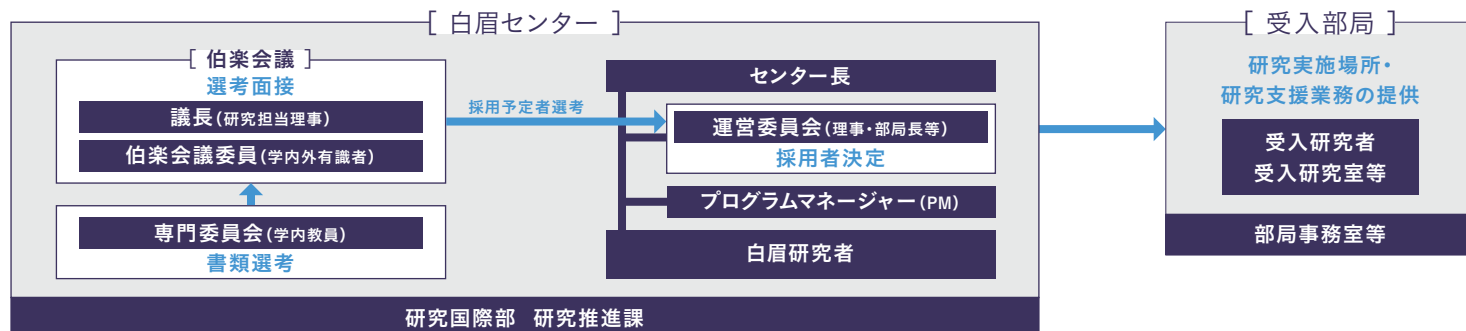 [ 白眉センター ]
[ 伯楽会議 ]
選考面接
議長(研究担当理事)
伯楽会議委員(学内外有識者)
専門委員会(学内教員)
書類選考
採用予定者選考
センター長
運営委員会(理事・部局長等)
採用者決定
プログラムマネージャー(PM)
白眉研究者
研究国際部 研究推進課
[ 受入部局 ]
研究実施場所・
研究支援業務の提供
受入研究者
受入研究室等
部局事務室等